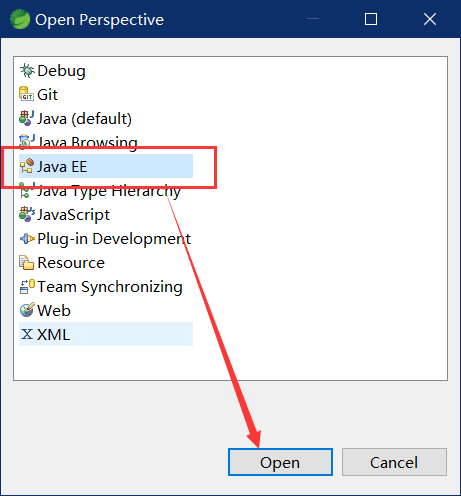 Open Perspective
Debug
Git
Java (default)
Java Browsing
Java EE
Java Type Hierarchy
JavaScript
Plug-in Development
Resource
Team Synchronizing
Web
XML
Open
Cancel